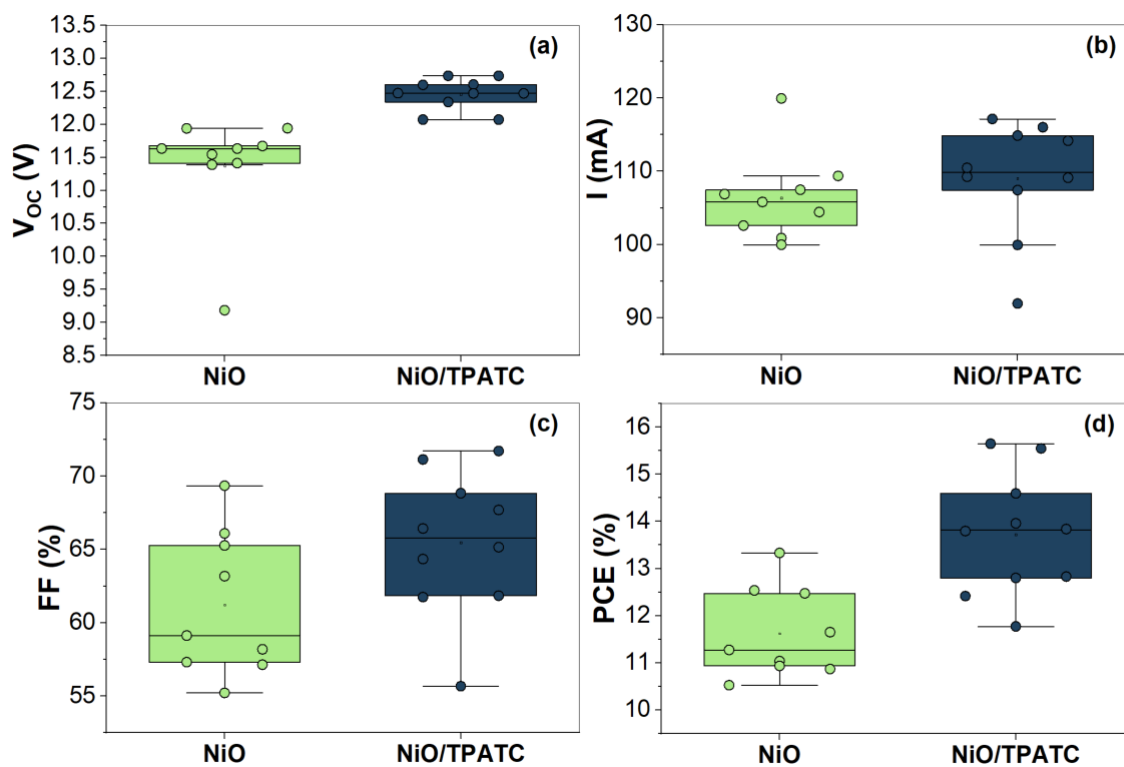 (a)
V_OC (V)
13.5
13.0
12.5
12.0
11.5
11.0
10.5
10.0
9.5
9.0
8.5
NiO
NiO/TPATC
(b)
I (mA)
130
120
110
100
90
NiO
NiO/TPATC
(c)
FF (%)
75
70
65
60
55
NiO
NiO/TPATC
(d)
PCE (%)
16
15
14
13
12
11
10
NiO
NiO/TPATC